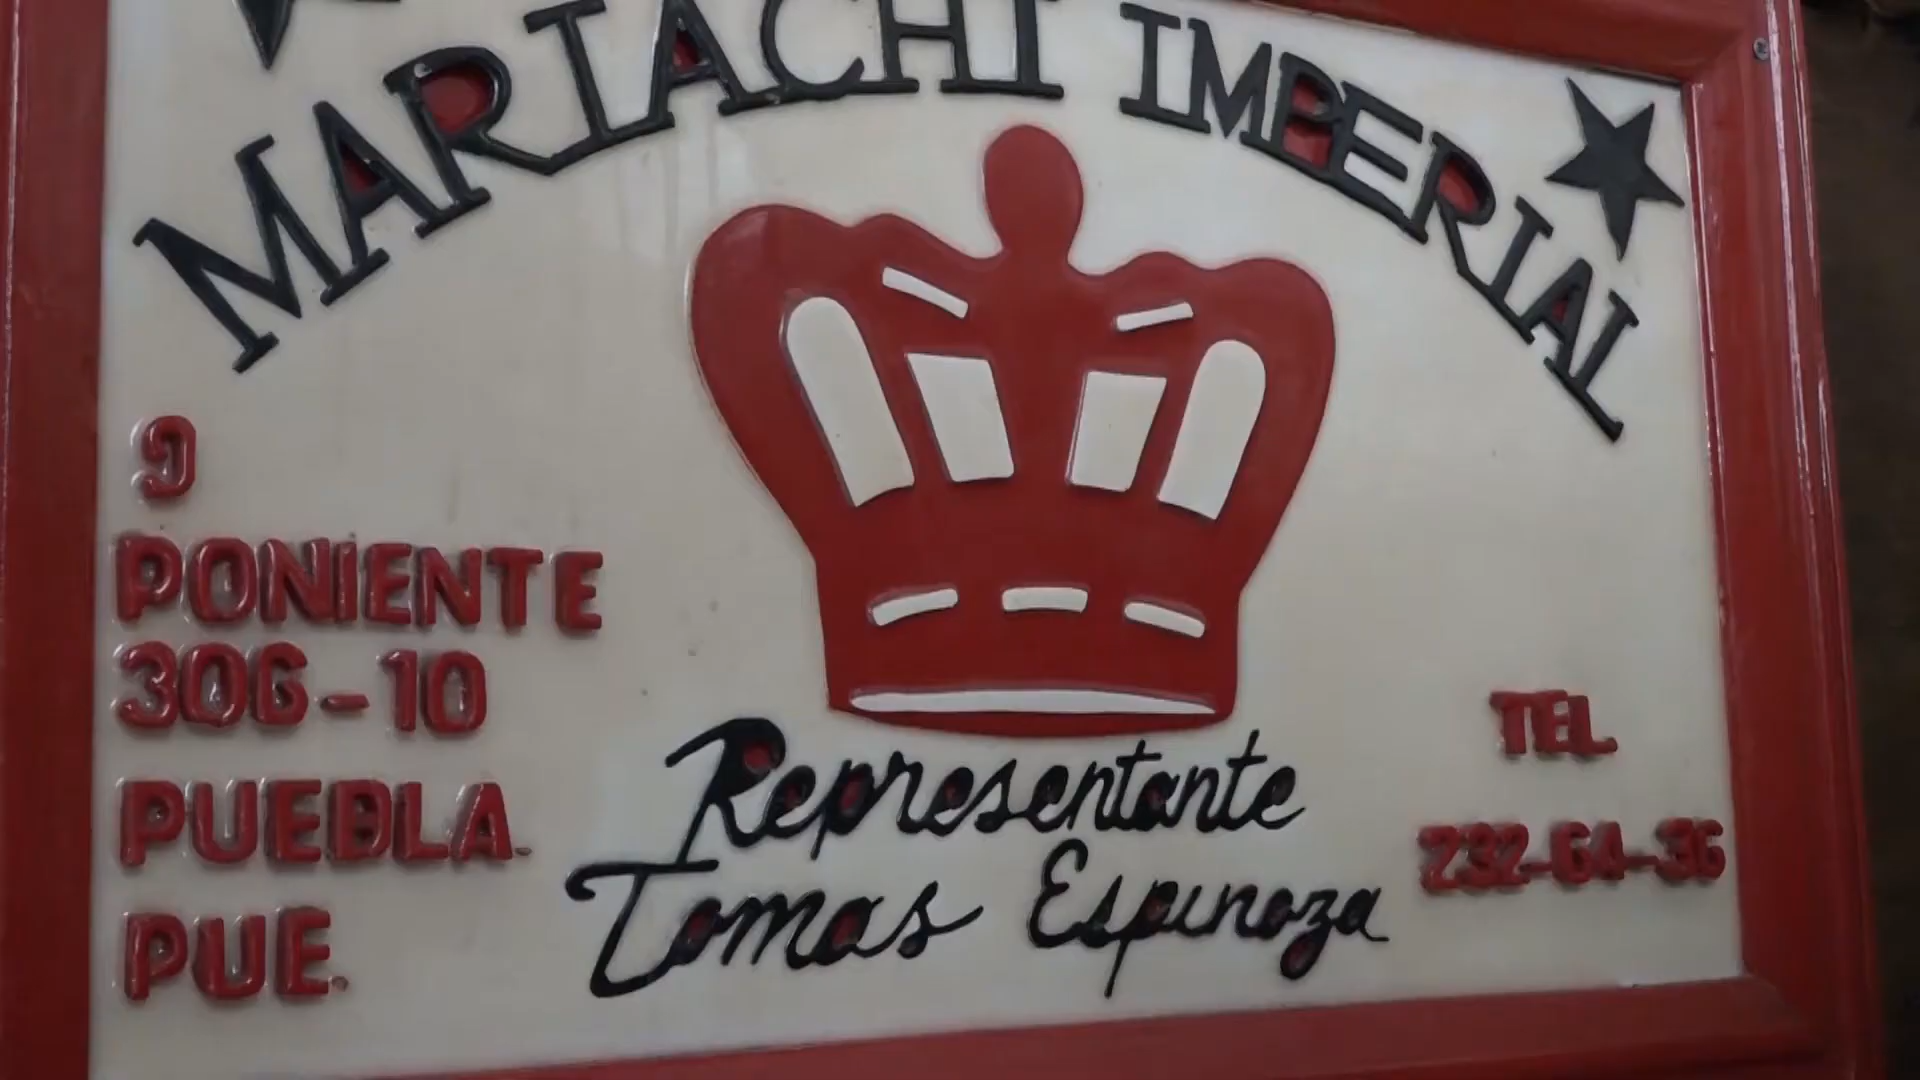 MARIACHI IMPERIAL
9
PONIENTE
306-10
PUEBLA.
PUE.
Representante
Tomas Espinoza
TEL.
232-64-36